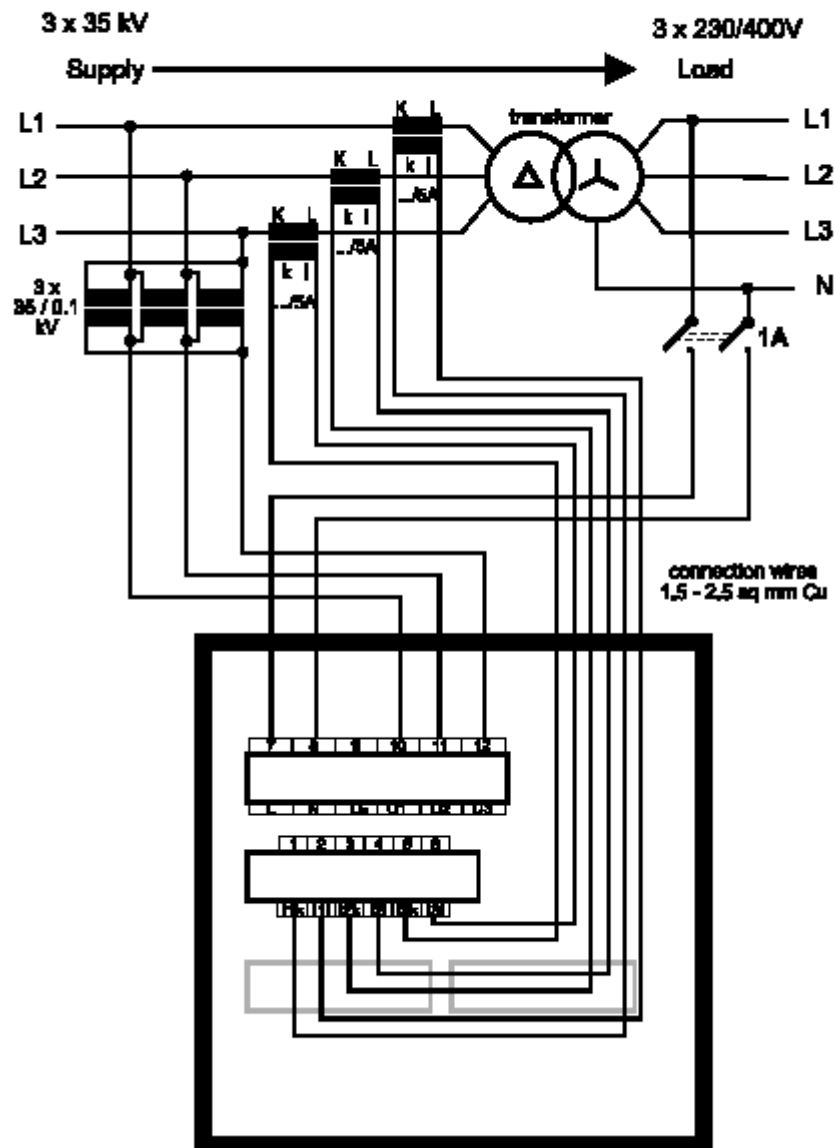 3 x 35 kV
3 x 230/400V
Supply
Load
K L
transformer
L1
L1
K L
k l
L2
L2
.../5A
K L
k l
L3
L3
.../5A
k l
3 x
35 / 0.1
kV
.../5A
N
1A
connection wires
1,5 - 2,5 sq mm Cu
7 8 9 10 11 12
L N
1 2 3 4 5 6